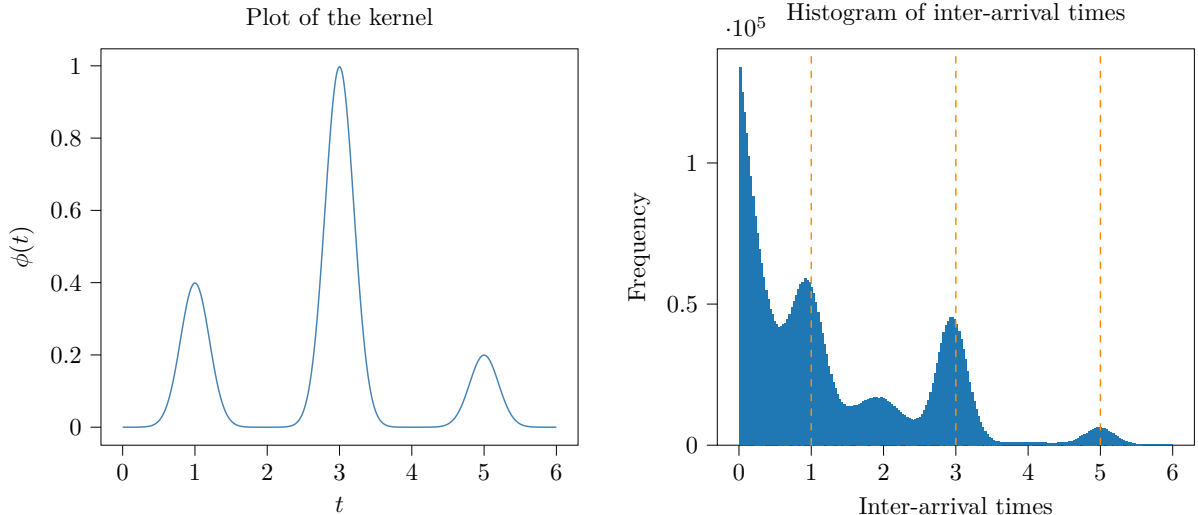 Plot of the kernel
1
0.8
0.6
0.4
0.2
0
ϕ(t)
0 1 2 3 4 5 6
t
Histogram of inter-arrival times
·10⁵
1
0.5
0
Frequency
0 1 2 3 4 5 6
Inter-arrival times